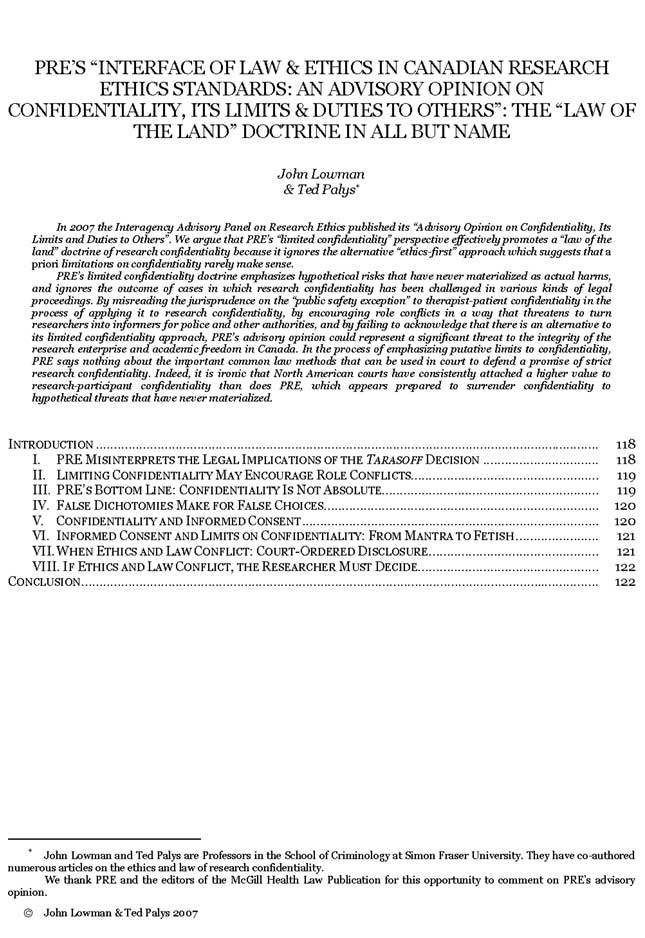 PRE'S “INTERFACE OF LAW & ETHICS IN CANADIAN RESEARCH
ETHICS STANDARDS: AN ADVISORY OPINION ON
CONFIDENTIALITY, ITS LIMITS & DUTIES TO OTHERS”: THE “LAW OF
THE LAND” DOCTRINE IN ALL BUT NAME
John Lowman
& Ted Palys*
In 2007 the Interagency Advisory Panel on Research Ethics published its “Advisory Opinion on Confidentiality, Its
Limits and Duties to Others”. We argue that PRE's “limited confidentiality” perspective effectively promotes a “law of the
land” doctrine of research confidentiality because it ignores the alternative “ethics-first” approach which suggests that a
priori limitations on confidentiality rarely make sense.
PRE's limited confidentiality doctrine emphasizes hypothetical risks that have never materialized as actual harms,
and ignores the outcome of cases in which research confidentiality has been challenged in various kinds of legal
proceedings. By misreading the jurisprudence on the “public safety exception” to therapist-patient confidentiality in the
process of applying it to research confidentiality, by encouraging role conflicts in a way that threatens to turn
researchers into informers for police and other authorities, and by failing to acknowledge that there is an alternative to
its limited confidentiality approach, PRE's advisory opinion could represent a significant threat to the integrity of the
research enterprise and academic freedom in Canada. In the process of emphasizing putative limits to confidentiality,
PRE says nothing about the important common law methods that can be used in court to defend a promise of strict
research confidentiality. Indeed, it is ironic that North American courts have consistently attached a higher value to
research-participant confidentiality than does PRE, which appears prepared to surrender confidentiality to
hypothetical threats that have never materialized.
INTRODUCTION ........ 118
I. PRE MISINTERPRETS THE LEGAL IMPLICATIONS OF THE TARASOFF DECISION ........ 118
II. LIMITING CONFIDENTIALITY MAY ENCOURAGE ROLE CONFLICTS........ 119
III. PRE'S BOTTOM LINE: CONFIDENTIALITY IS NOT ABSOLUTE........ 119
IV. FALSE DICHOTOMIES MAKE FOR FALSE CHOICES........ 120
V. CONFIDENTIALITY AND INFORMED CONSENT........ 120
VI. INFORMED CONSENT AND LIMITS ON CONFIDENTIALITY: FROM MANTRA TO FETISH........ 121
VII. WHEN ETHICS AND LAW CONFLICT: COURT-ORDERED DISCLOSURE........ 121
VIII. IF ETHICS AND LAW CONFLICT, THE RESEARCHER MUST DECIDE........ 122
CONCLUSION........ 122
* John Lowman and Ted Palys are Professors in the School of Criminology at Simon Fraser University. They have co-authored
numerous articles on the ethics and law of research confidentiality.
We thank PRE and the editors of the McGill Health Law Publication for this opportunity to comment on PRE's advisory
opinion.
© John Lowman & Ted Palys 2007